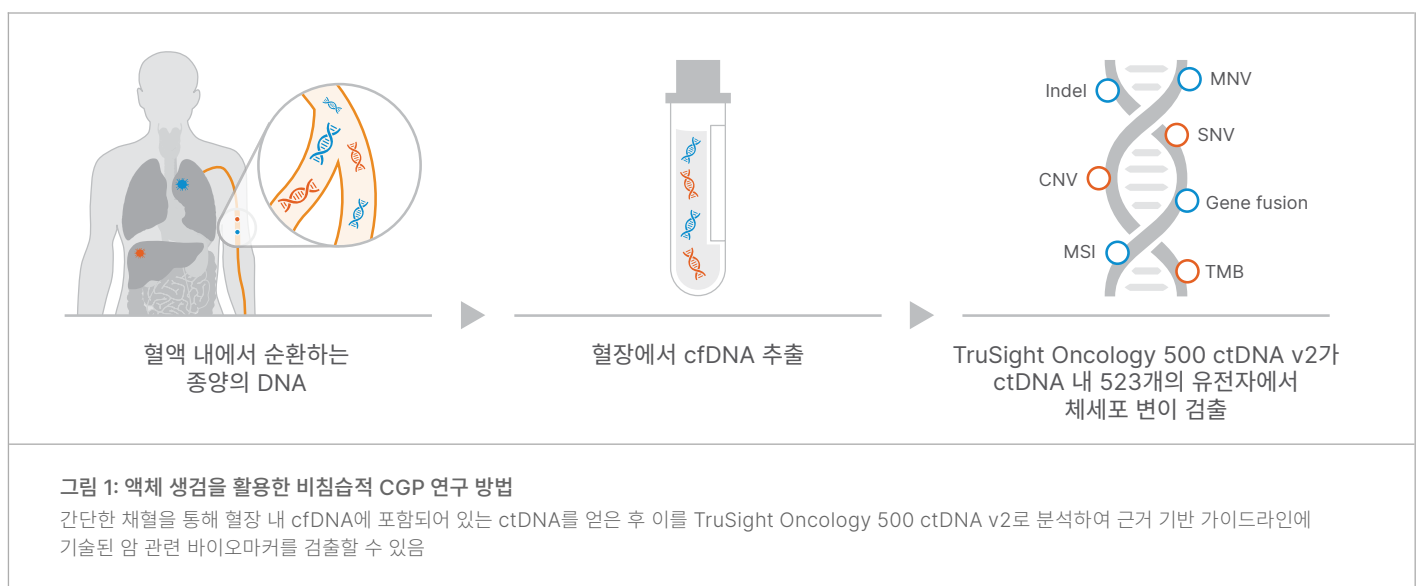 Indel
MNV
SNV
CNV
Gene fusion
MSI
TMB
혈액 내에서 순환하는
종양의 DNA
혈장에서 cfDNA 추출
TruSight Oncology 500 ctDNA v2가
ctDNA 내 523개의 유전자에서
체세포 변이 검출
그림 1: 액체 생검을 활용한 비침습적 CGP 연구 방법
간단한 채혈을 통해 혈장 내 cfDNA에 포함되어 있는 ctDNA를 얻은 후 이를 TruSight Oncology 500 ctDNA v2로 분석하여 근거 기반 가이드라인에
기술된 암 관련 바이오마커를 검출할 수 있음